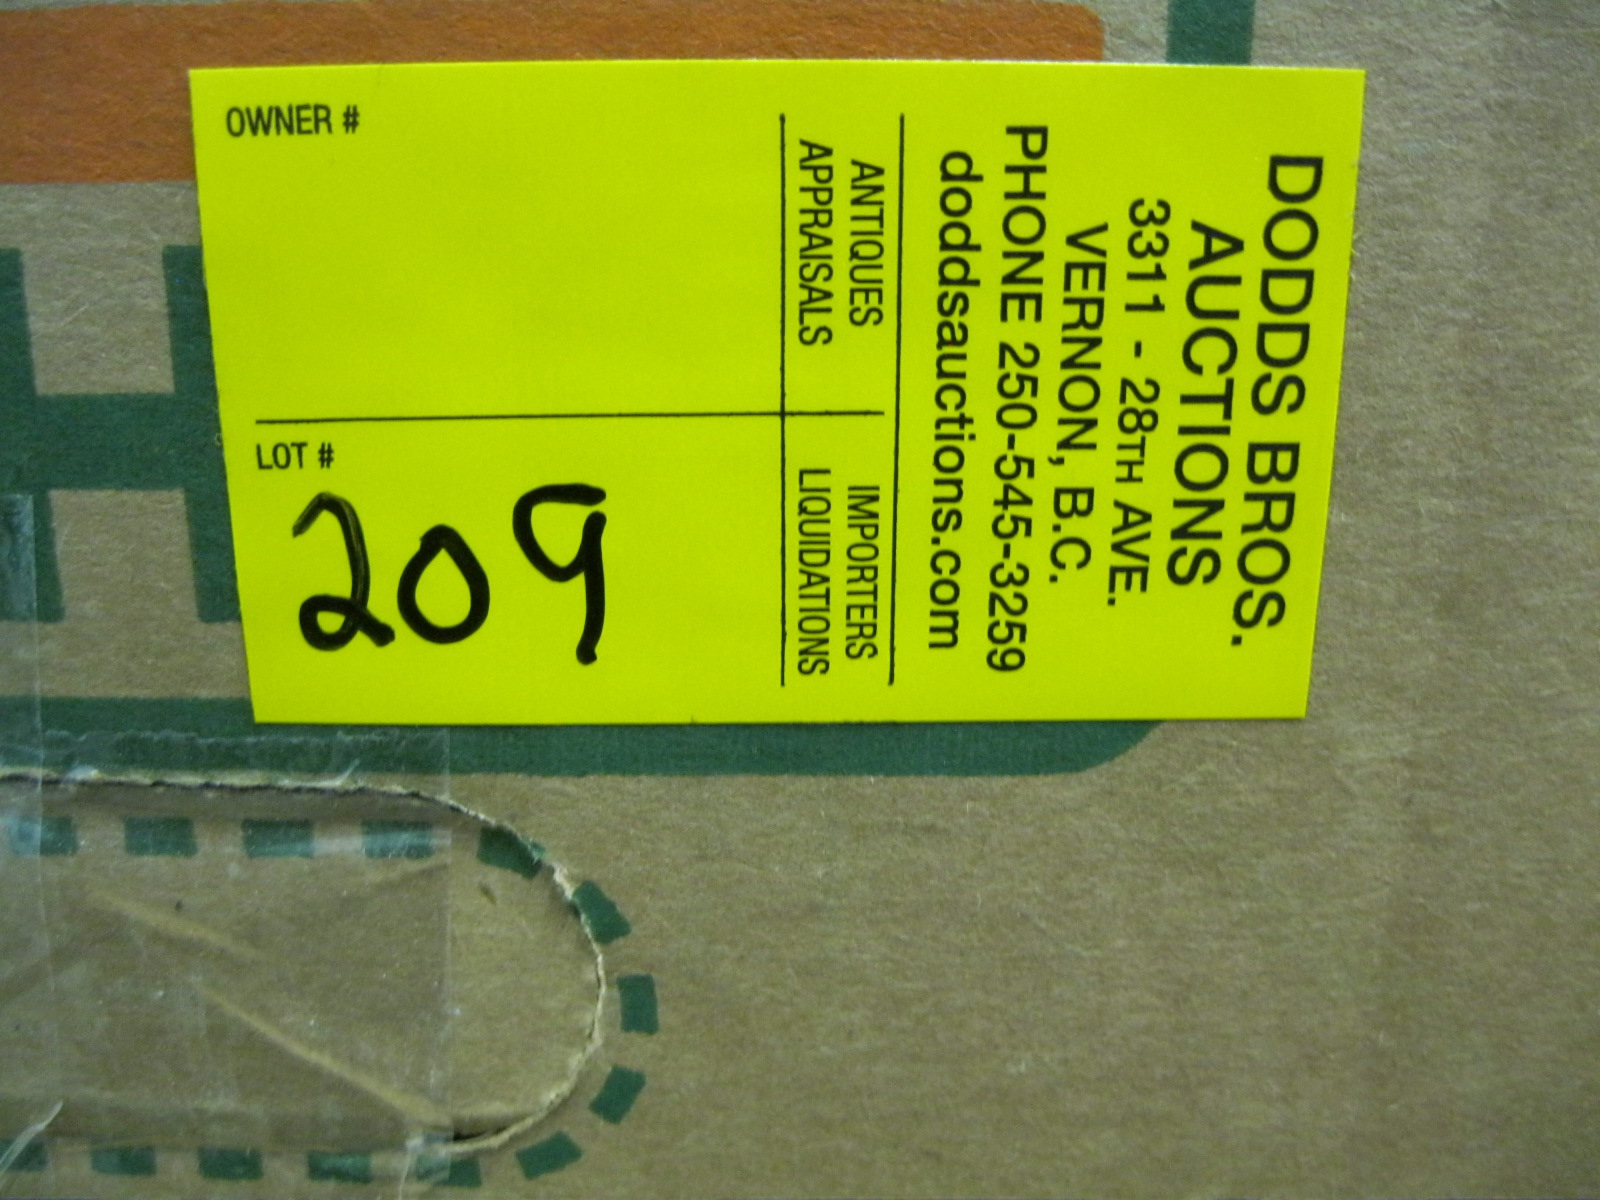 DODDS BROS.
AUCTIONS
3311 - 28TH AVE.
VERNON, B.C.
PHONE 250-545-3259
doddsauctions.com
ANTIQUES
APPRAISALS
IMPORTERS
LIQUIDATIONS
OWNER #
LOT #
209